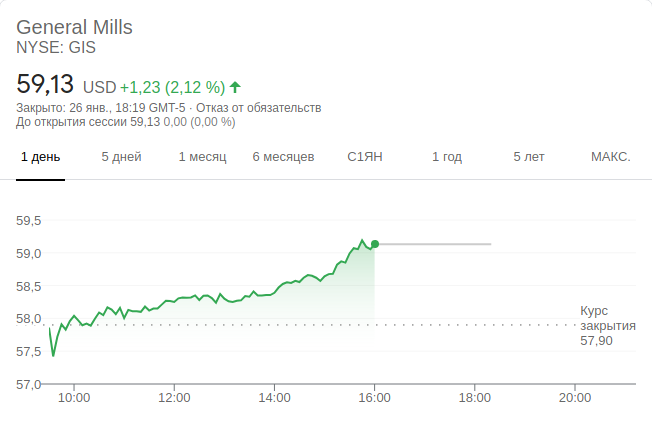 General Mills
NYSE: GIS
59,13 USD +1,23 (2,12 %)
Закрыто: 26 янв., 18:19 GMT-5 · Отказ от обязательств
До открытия сессии 59,13 0,00 (0,00 %)
1 день 5 дней 1 месяц 6 месяцев С1ЯН 1 год 5 лет МАКС.
59,5
59,0
58,5
58,0
57,5
57,0
Курс
закрытия
57,90
10:00 12:00 14:00 16:00 18:00 20:00